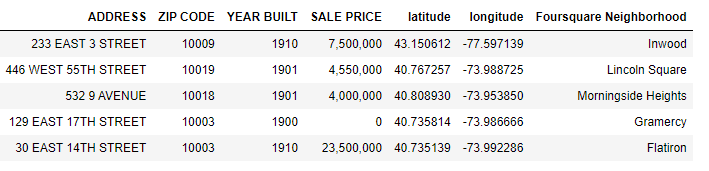 ADDRESS ZIP CODE YEAR BUILT SALE PRICE latitude longitude Foursquare Neighborhood
233 EAST 3 STREET 10009 1910 7,500,000 43.150612 -77.597139 Inwood
446 WEST 55TH STREET 10019 1901 4,550,000 40.767257 -73.988725 Lincoln Square
532 9 AVENUE 10018 1901 4,000,000 40.808930 -73.953850 Morningside Heights
129 EAST 17TH STREET 10003 1900 0 40.735814 -73.986666 Gramercy
30 EAST 14TH STREET 10003 1910 23,500,000 40.735139 -73.992286 Flatiron